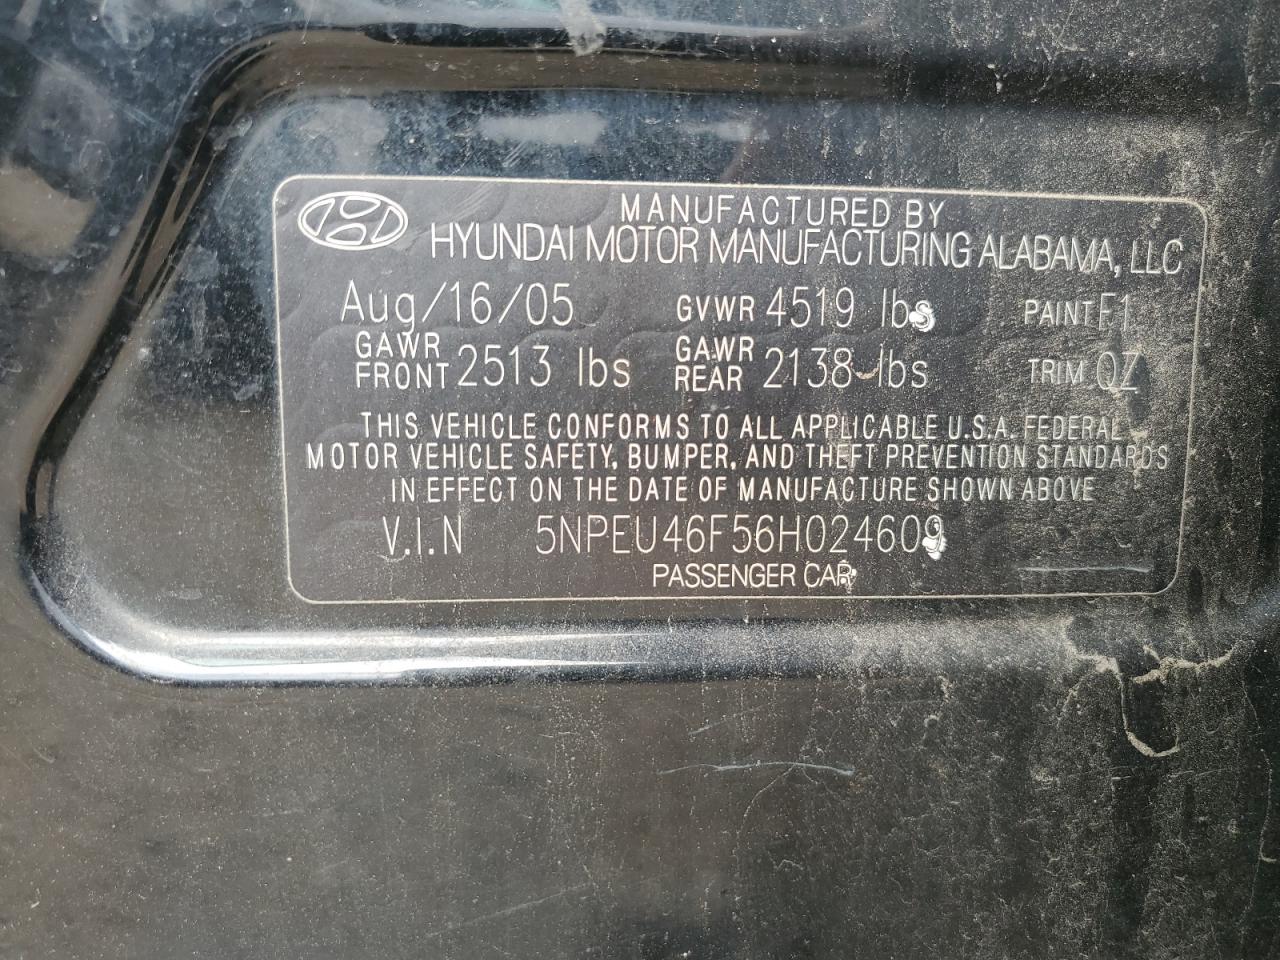 MANUFACTURED BY
HYUNDAI MOTOR MANUFACTURING ALABAMA, LLC
Aug/16/05 GVWR 4519 lbs PAINT F1
GAWR FRONT 2513 lbs GAWR REAR 2138 lbs TRIM QZ
THIS VEHICLE CONFORMS TO ALL APPLICABLE U.S.A. FEDERAL
MOTOR VEHICLE SAFETY, BUMPER, AND THEFT PREVENTION STANDARDS
IN EFFECT ON THE DATE OF MANUFACTURE SHOWN ABOVE
V.I.N 5NPEU46F56H024609
PASSENGER CAR